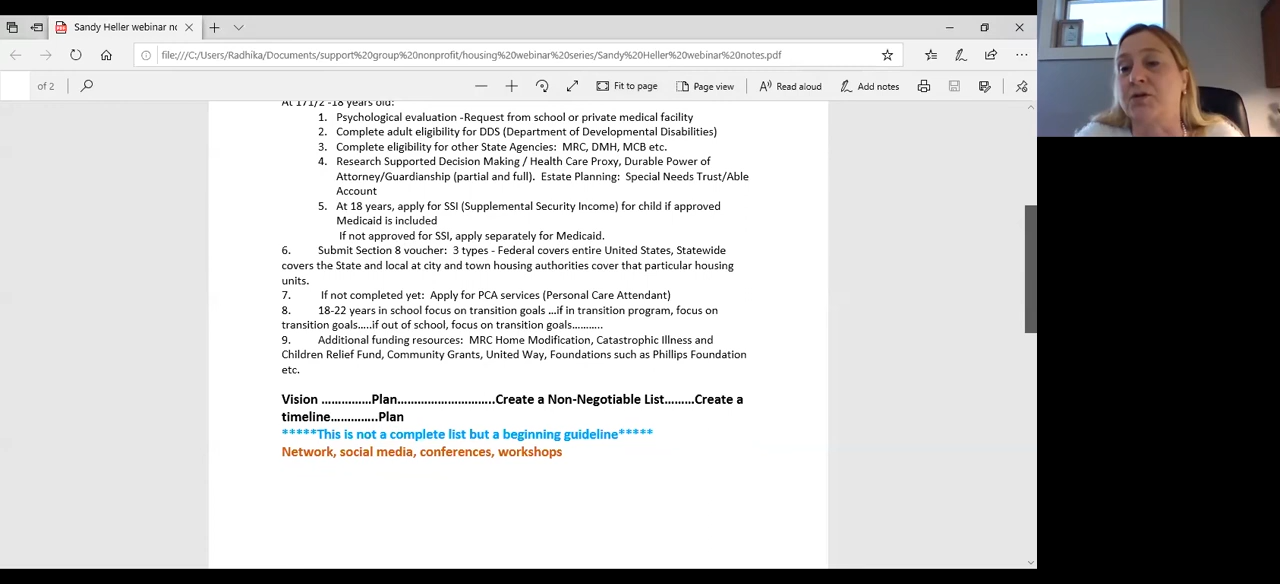 Sandy Heller webinar no
file:///C:/Users/Radhika/Documents/support%20group%20nonprofit/housing%20webinar%20series/Sandy%20Heller%20webinar%20notes.pdf
of 2
Fit to page
Page view
Read aloud
Add notes
At 171/2 -18 years old:
1. Psychological evaluation -Request from school or private medical facility
2. Complete adult eligibility for DDS (Department of Developmental Disabilities)
3. Complete eligibility for other State Agencies: MRC, DMH, MCB etc.
4. Research Supported Decision Making / Health Care Proxy, Durable Power of
Attorney/Guardianship (partial and full). Estate Planning: Special Needs Trust/Able
Account
5. At 18 years, apply for SSI (Supplemental Security Income) for child if approved
Medicaid is included
If not approved for SSI, apply separately for Medicaid.
6. Submit Section 8 voucher: 3 types - Federal covers entire United States, Statewide
covers the State and local at city and town housing authorities cover that particular housing
units.
7. If not completed yet: Apply for PCA services (Personal Care Attendant)
8. 18-22 years in school focus on transition goals ...if in transition program, focus on
transition goals.....if out of school, focus on transition goals...........
9. Additional funding resources: MRC Home Modification, Catastrophic Illness and
Children Relief Fund, Community Grants, United Way, Foundations such as Phillips Foundation
etc.
Vision ...............Plan..............................Create a Non-Negotiable List.........Create a
timeline..............Plan
*****This is not a complete list but a beginning guideline*****
Network, social media, conferences, workshops